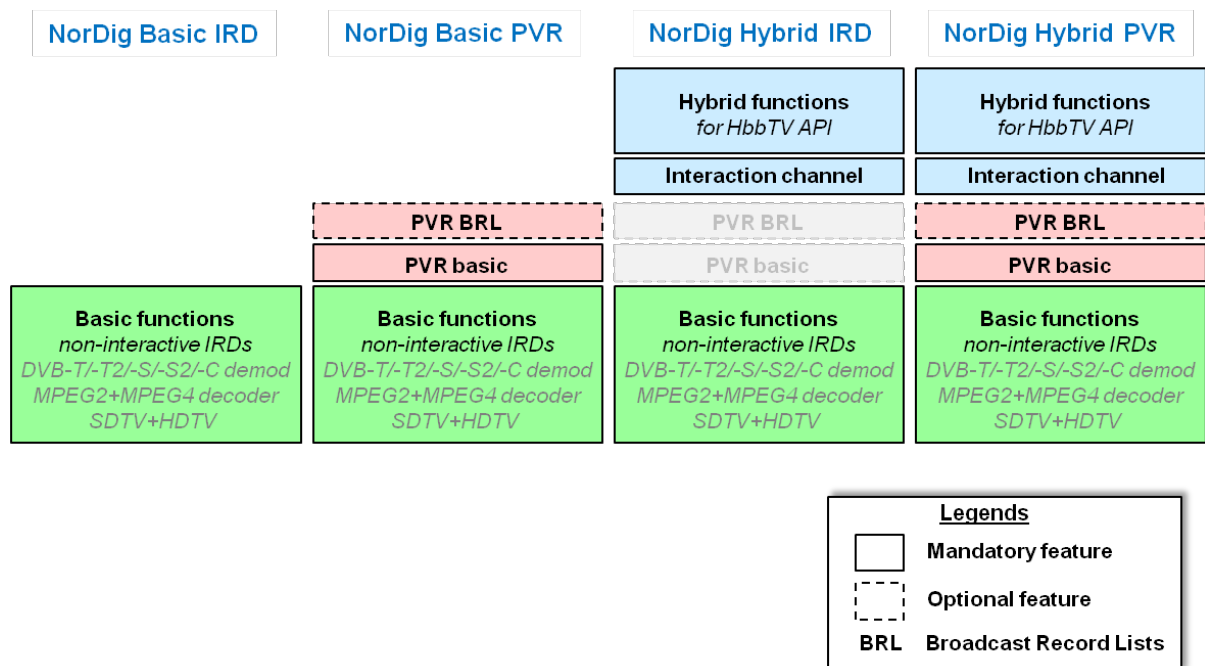 NorDig Basic IRD
NorDig Basic PVR
NorDig Hybrid IRD
NorDig Hybrid PVR
Hybrid functions
for HbbTV API
Hybrid functions
for HbbTV API
Interaction channel
Interaction channel
PVR BRL
PVR BRL
PVR BRL
PVR basic
PVR basic
PVR basic
Basic functions
non-interactive IRDs
DVB-T/-T2/-S/-S2/-C demod
MPEG2+MPEG4 decoder
SDTV+HDTV
Basic functions
non-interactive IRDs
DVB-T/-T2/-S/-S2/-C demod
MPEG2+MPEG4 decoder
SDTV+HDTV
Basic functions
non-interactive IRDs
DVB-T/-T2/-S/-S2/-C demod
MPEG2+MPEG4 decoder
SDTV+HDTV
Basic functions
non-interactive IRDs
DVB-T/-T2/-S/-S2/-C demod
MPEG2+MPEG4 decoder
SDTV+HDTV
Legends
Mandatory feature
Optional feature
BRL Broadcast Record Lists